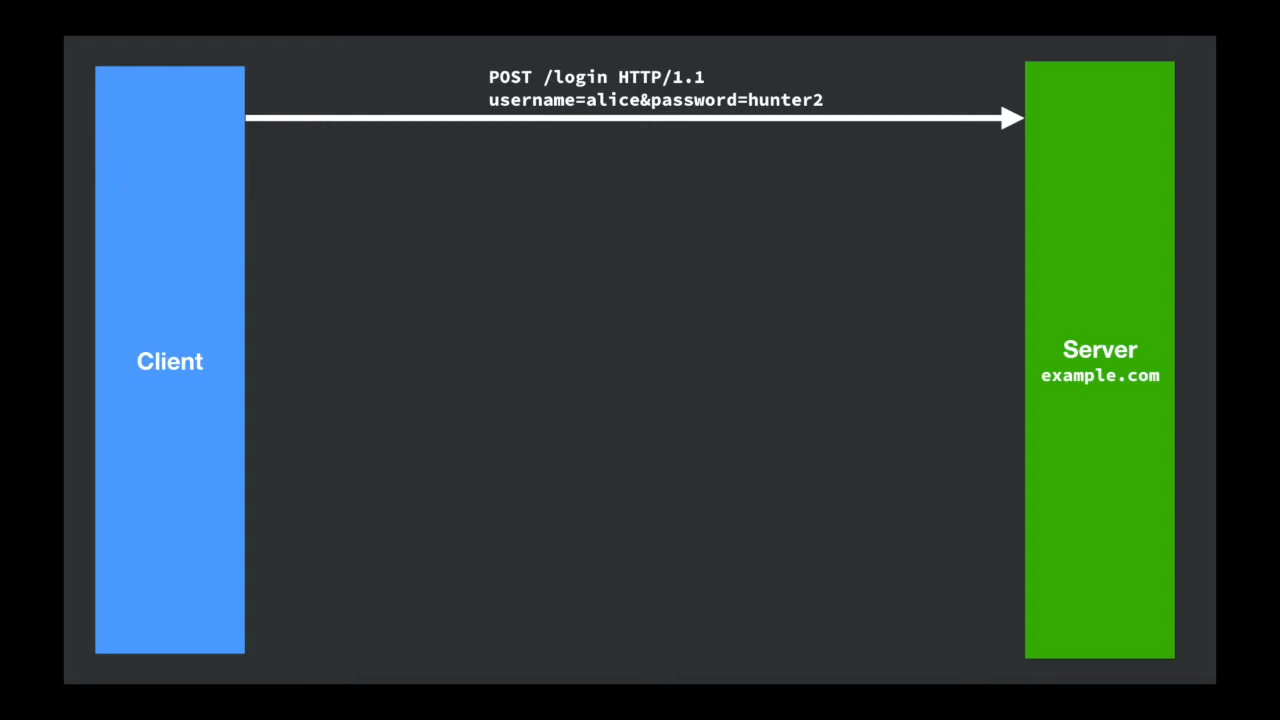 POST /login HTTP/1.1
username=alice&password=hunter2
Client
Server
example.com